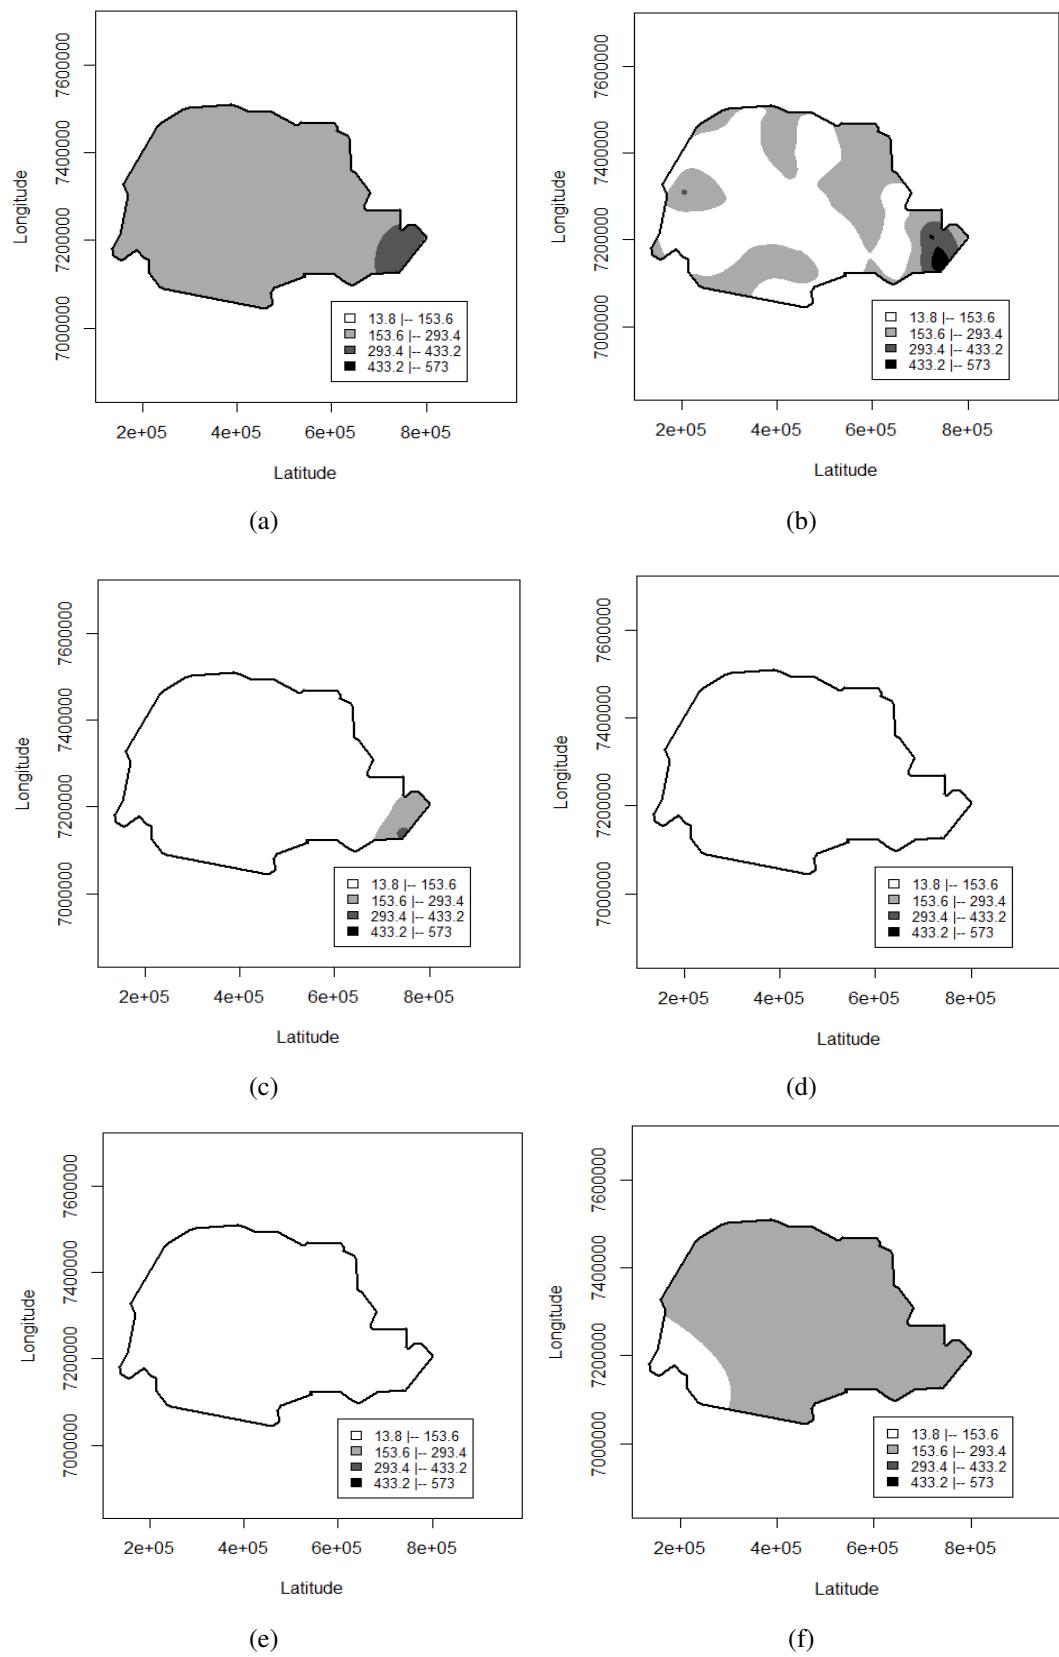 Longitude
7600000
7400000
7200000
7000000
13.8 |-- 153.6
153.6 |-- 293.4
293.4 |-- 433.2
433.2 |-- 573
2e+05 4e+05 6e+05 8e+05
Latitude
(a)
Longitude
7600000
7400000
7200000
7000000
13.8 |-- 153.6
153.6 |-- 293.4
293.4 |-- 433.2
433.2 |-- 573
2e+05 4e+05 6e+05 8e+05
Latitude
(b)
Longitude
7600000
7400000
7200000
7000000
13.8 |-- 153.6
153.6 |-- 293.4
293.4 |-- 433.2
433.2 |-- 573
2e+05 4e+05 6e+05 8e+05
Latitude
(c)
Longitude
7600000
7400000
7200000
7000000
13.8 |-- 153.6
153.6 |-- 293.4
293.4 |-- 433.2
433.2 |-- 573
2e+05 4e+05 6e+05 8e+05
Latitude
(d)
Longitude
7600000
7400000
7200000
7000000
13.8 |-- 153.6
153.6 |-- 293.4
293.4 |-- 433.2
433.2 |-- 573
2e+05 4e+05 6e+05 8e+05
Latitude
(e)
Longitude
7600000
7400000
7200000
7000000
13.8 |-- 153.6
153.6 |-- 293.4
293.4 |-- 433.2
433.2 |-- 573
2e+05 4e+05 6e+05 8e+05
Latitude
(f)